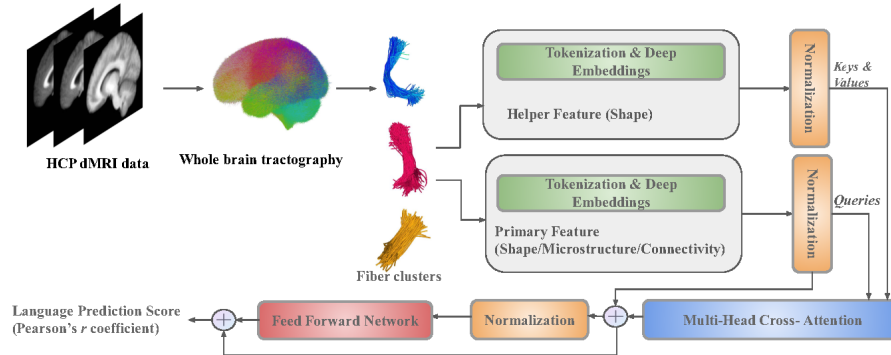 HCP dMRI data
Whole brain tractography
Fiber clusters
Tokenization & Deep
Embeddings
Helper Feature (Shape)
Normalization
Keys &
Values
Tokenization & Deep
Embeddings
Primary Feature
(Shape/Microstructure/Connectivity)
Normalization
Queries
Language Prediction Score
(Pearson's r coefficient)
Feed Forward Network
Normalization
Multi-Head Cross- Attention